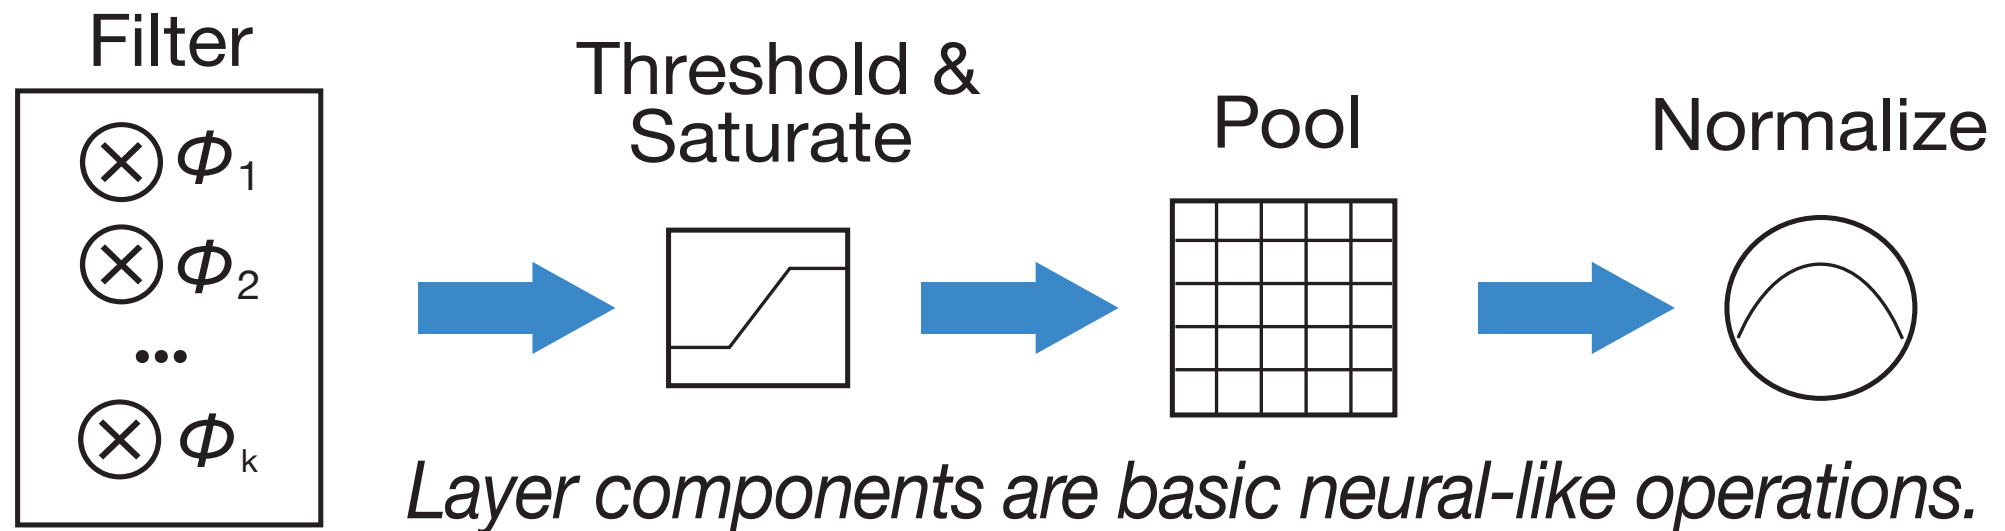 Filter
⊗ Φ1
⊗ Φ2
•••
⊗ Φk
Threshold &
Saturate
Pool
Normalize
Layer components are basic neural-like operations.